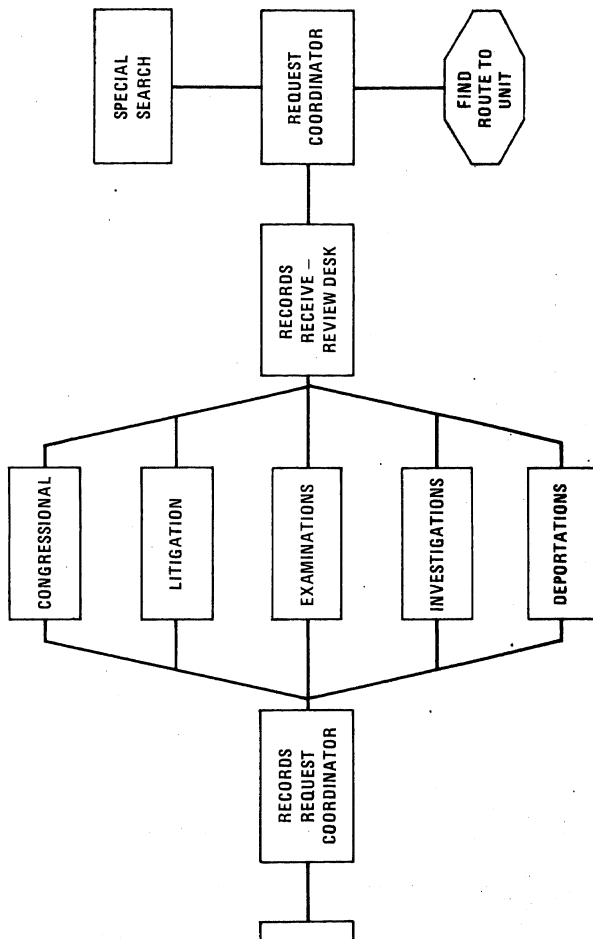 RECORDS
REQUEST
COORDINATOR
DEPORTATIONS
INVESTIGATIONS
EXAMINATIONS
LITIGATION
CONGRESSIONAL
RECORDS
RECEIVE –
REVIEW DESK
FIND
ROUTE TO
UNIT
REQUEST
COORDINATOR
SPECIAL
SEARCH